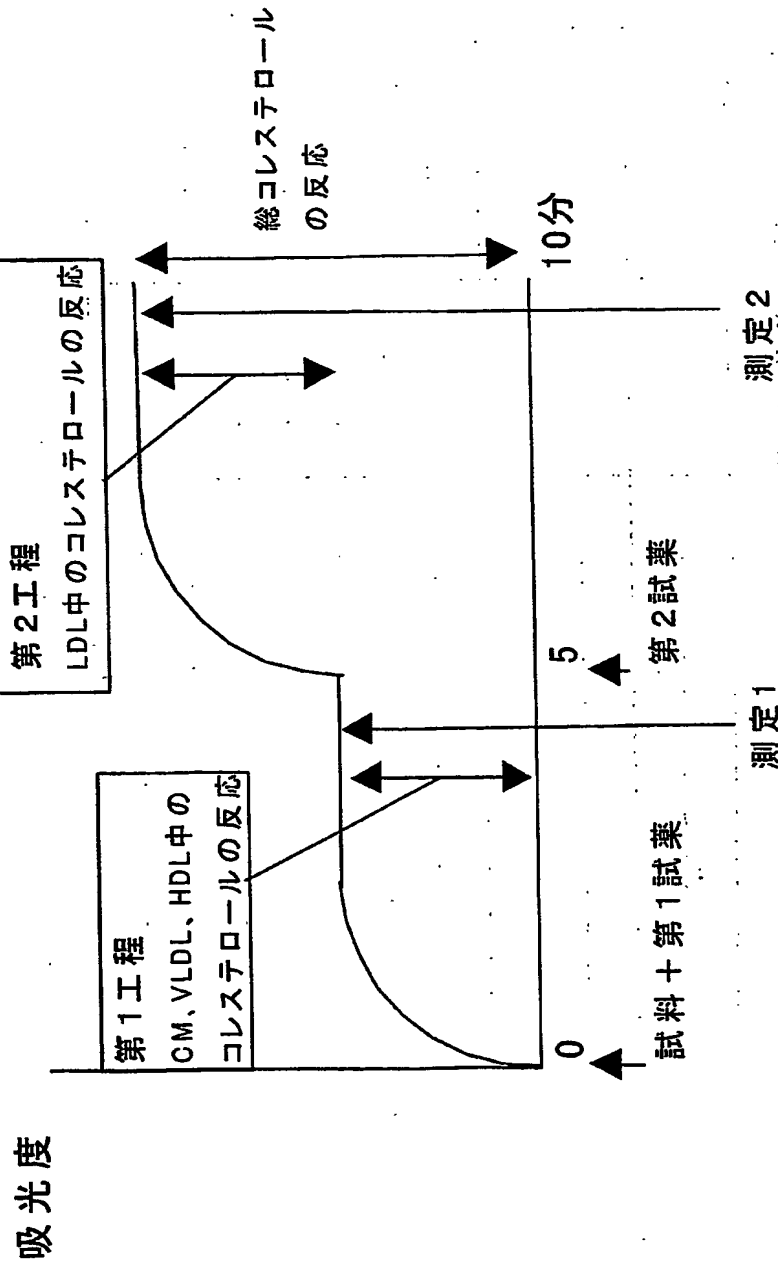 吸光度
第1工程
CM、VLDL、HDL中の
コレステロールの反応
第2工程
LDL中のコレステロールの反応
総コレステロール
の反応
0
5
10分
試料+第1試薬
第2試薬
測定1
測定2